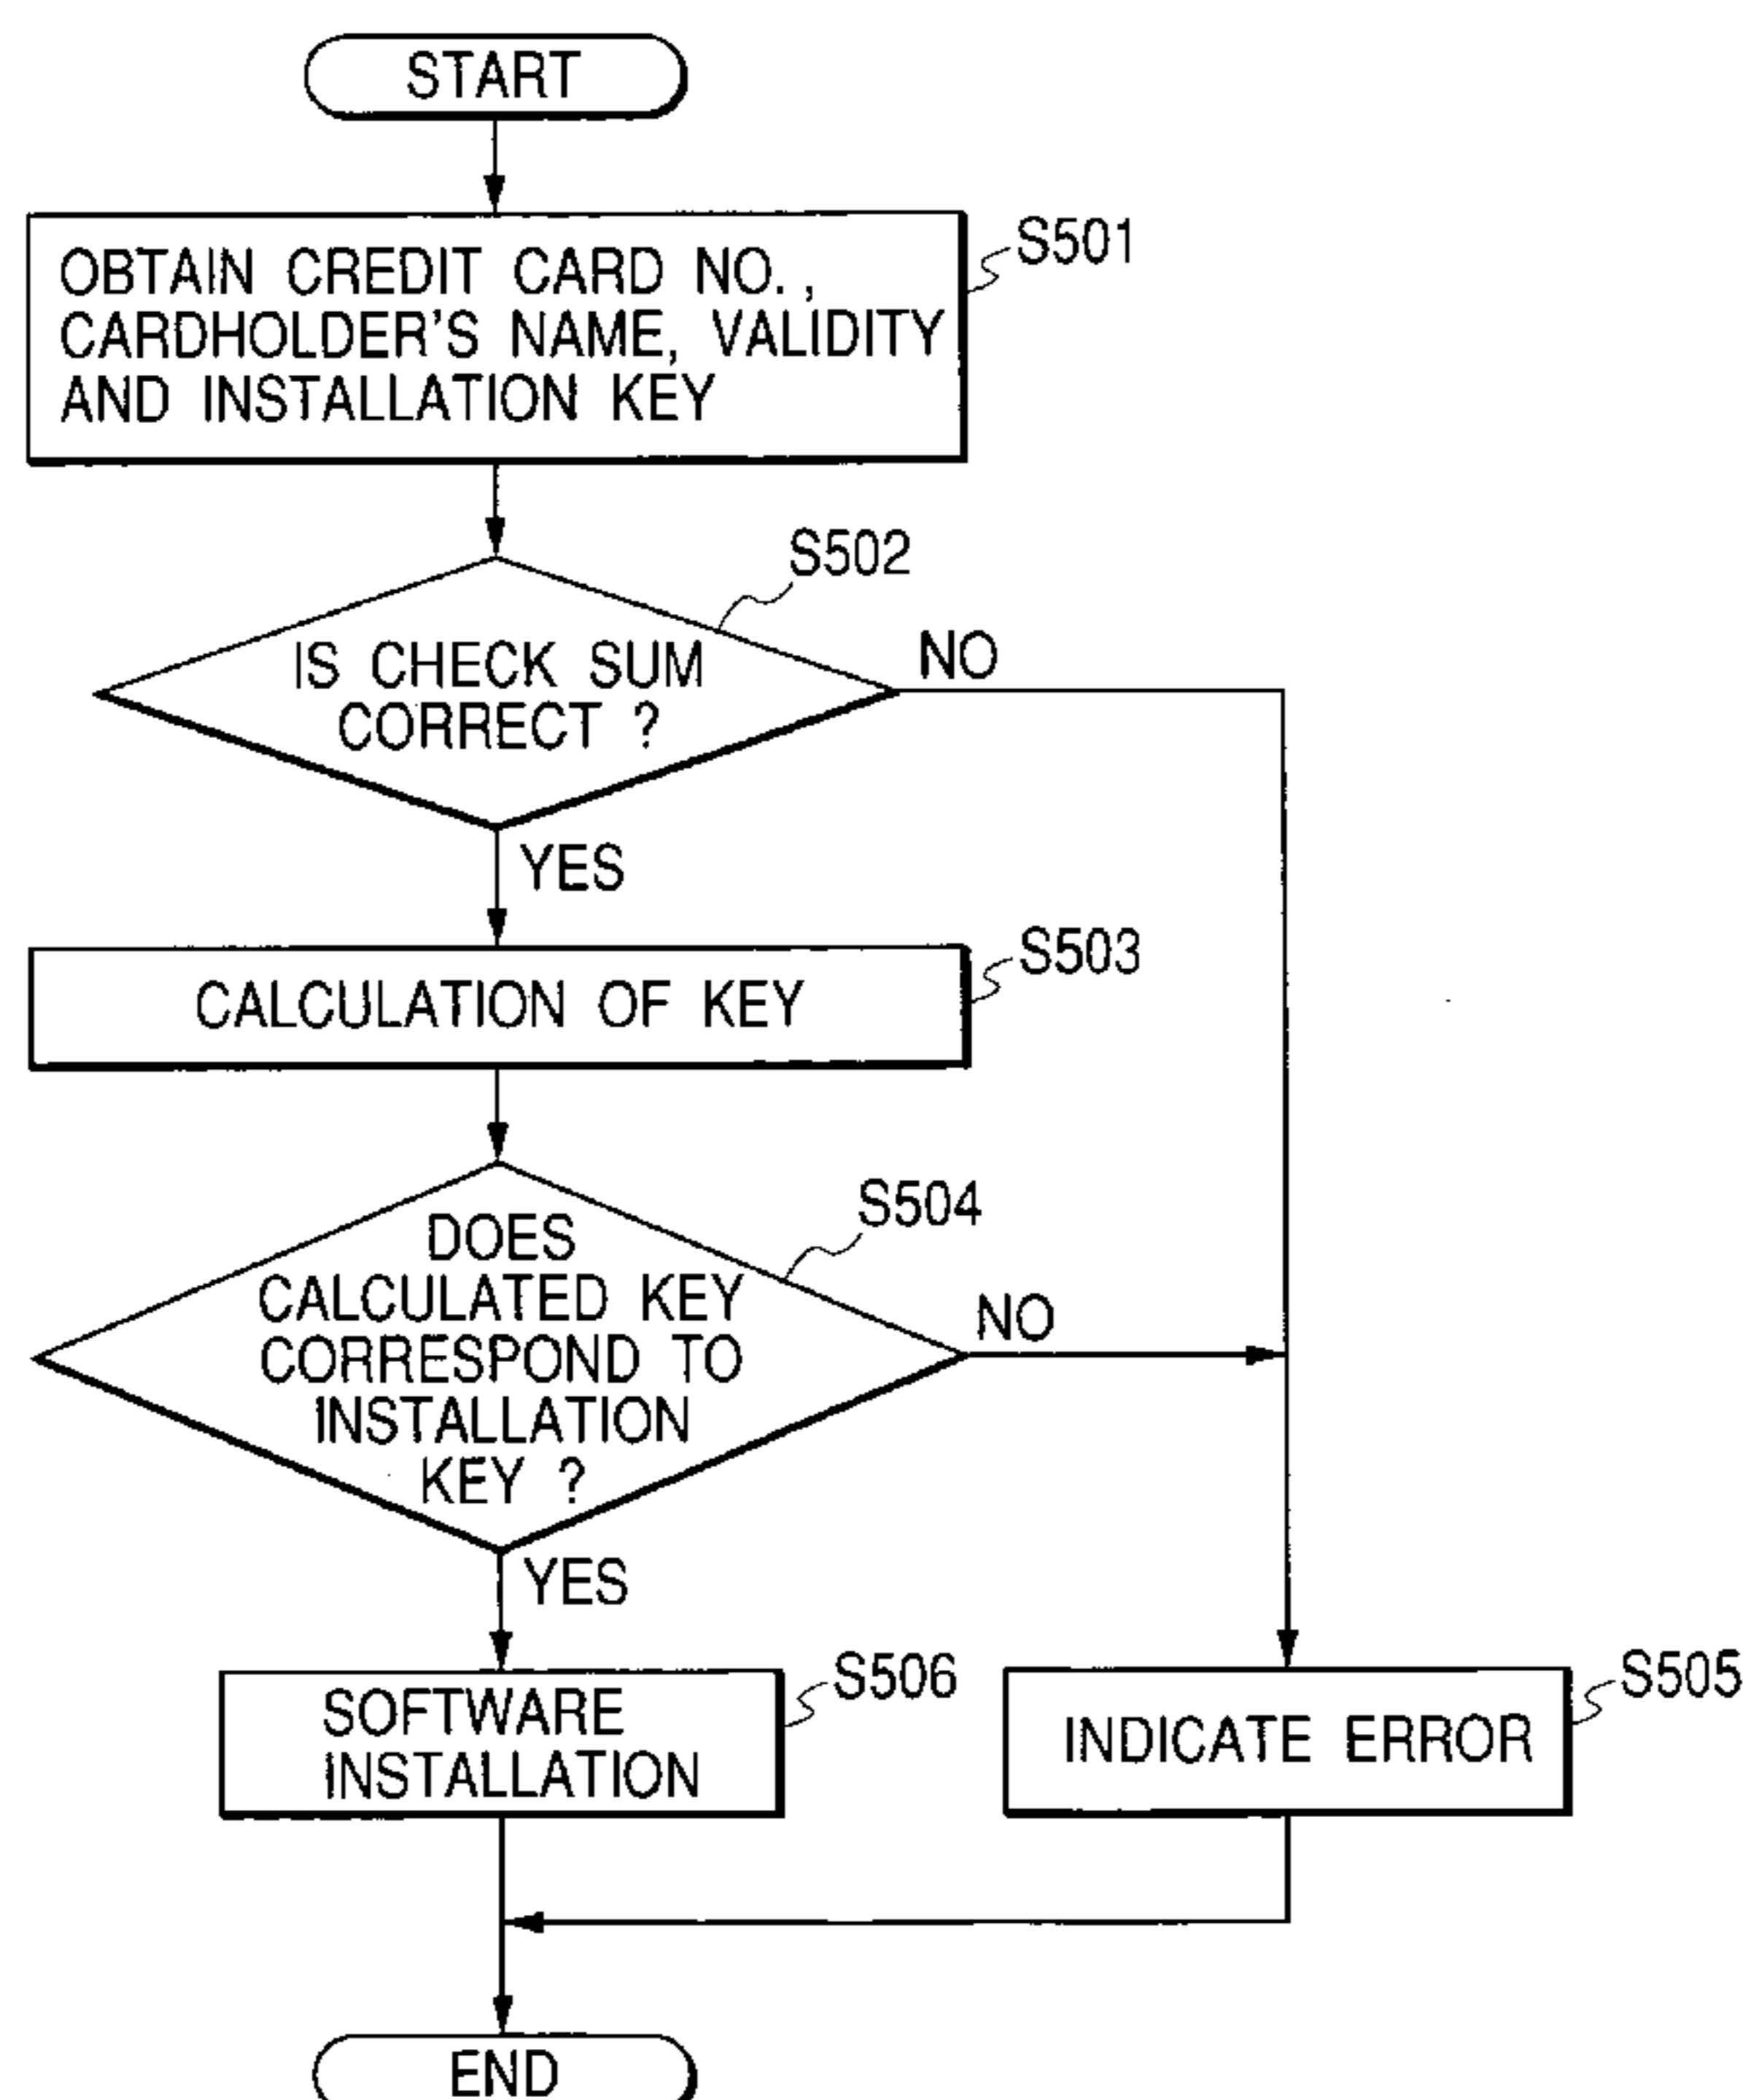 START
OBTAIN CREDIT CARD NO.,
CARDHOLDER'S NAME, VALIDITY
AND INSTALLATION KEY
S501
S502
IS CHECK SUM
CORRECT ?
NO
YES
CALCULATION OF KEY
S503
S504
DOES
CALCULATED KEY
CORRESPOND TO
INSTALLATION
KEY ?
NO
YES
SOFTWARE
INSTALLATION
S506
INDICATE ERROR
S505
END